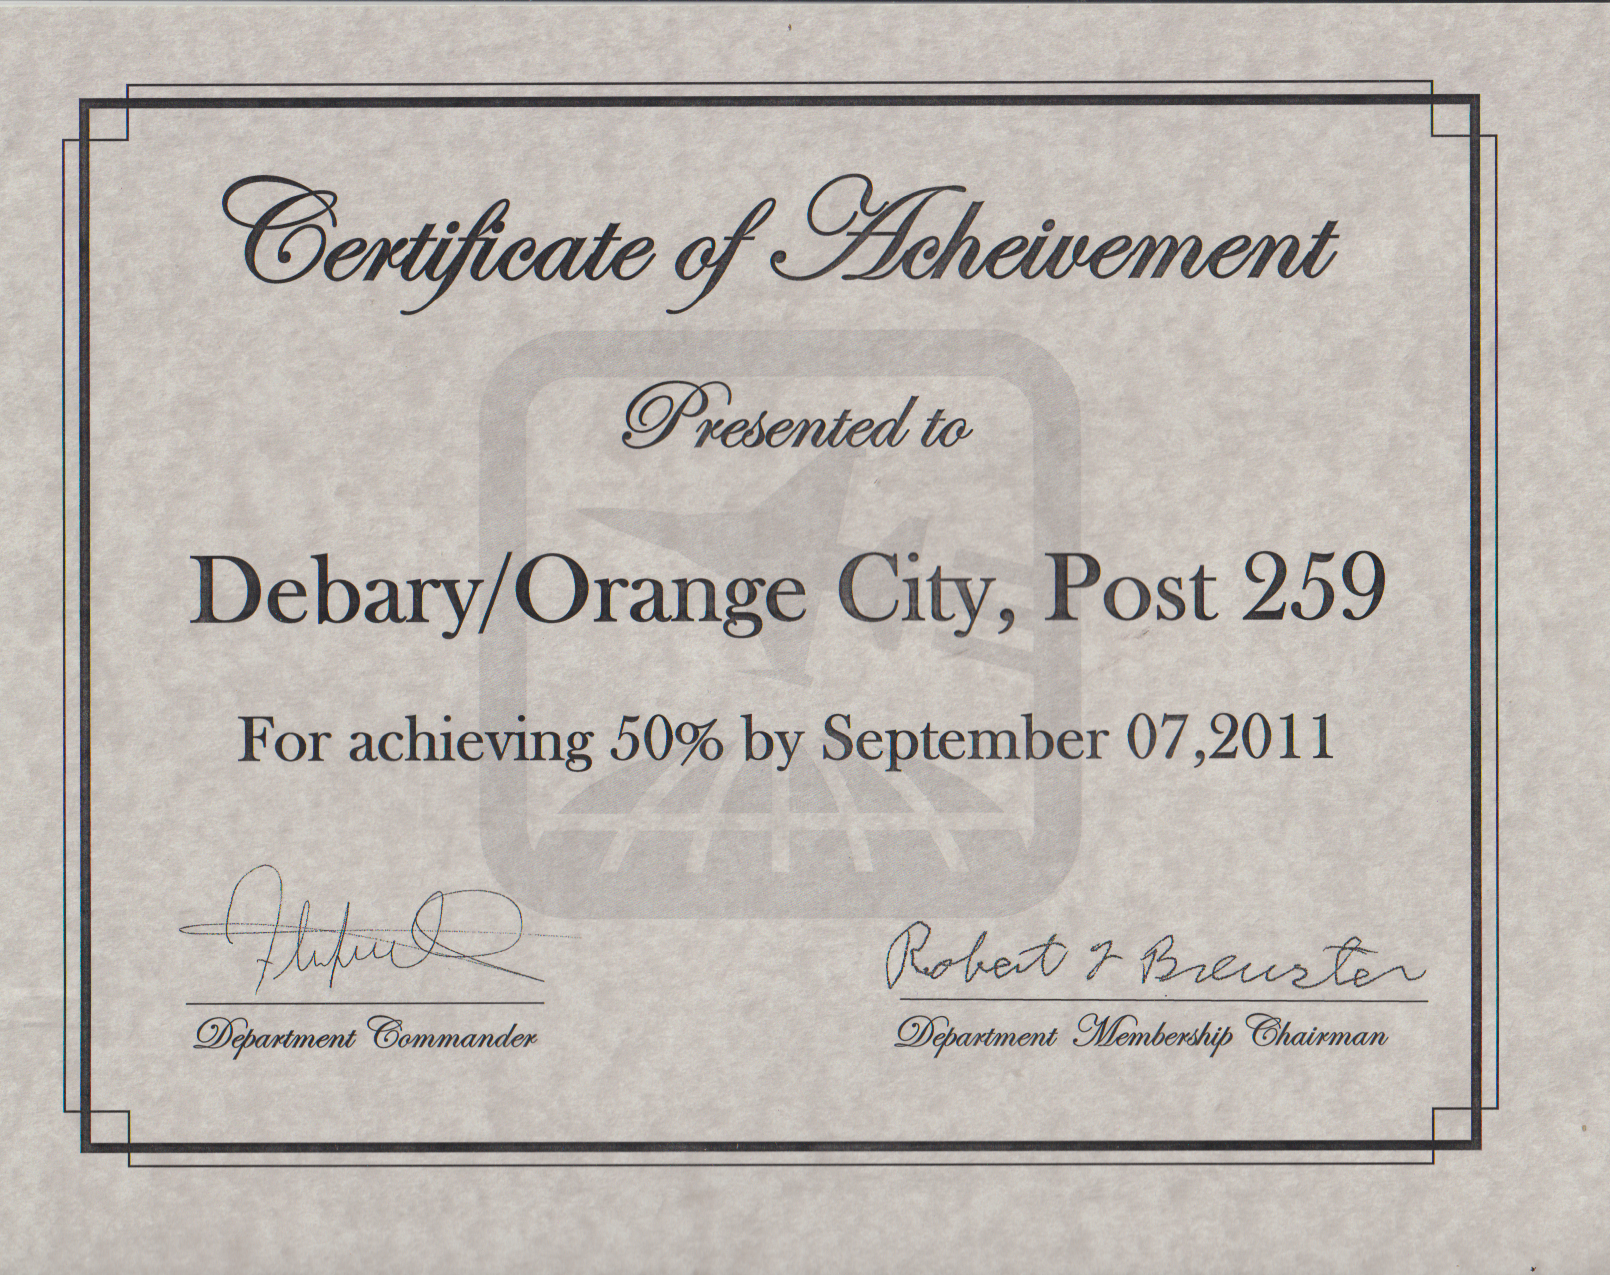 Certificate of Acheivement
Presented to
Debary/Orange City, Post 259
For achieving 50% by September 07,2011
Robert J Brewster
Department Commander
Department Membership Chairman